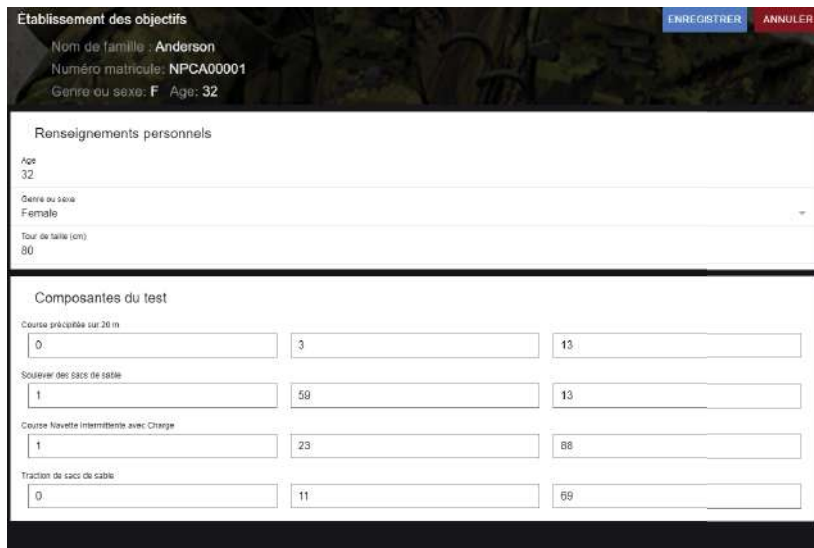 Établissement des objectifs
ENREGISTRER ANNULER
Nom de famille : Anderson
Numéro matricule: NPCA00001
Genre ou sexe: F Age: 32
Renseignements personnels
Age
32
Genre ou sexe
Female
Tour de taille (cm)
80
Composantes du test
Course précipitée sur 20 m
0 3 13
Soulever des sacs de sable
1 59 13
Course Navette Intermittente avec Charge
1 23 88
Traction de sacs de sable
0 11 69